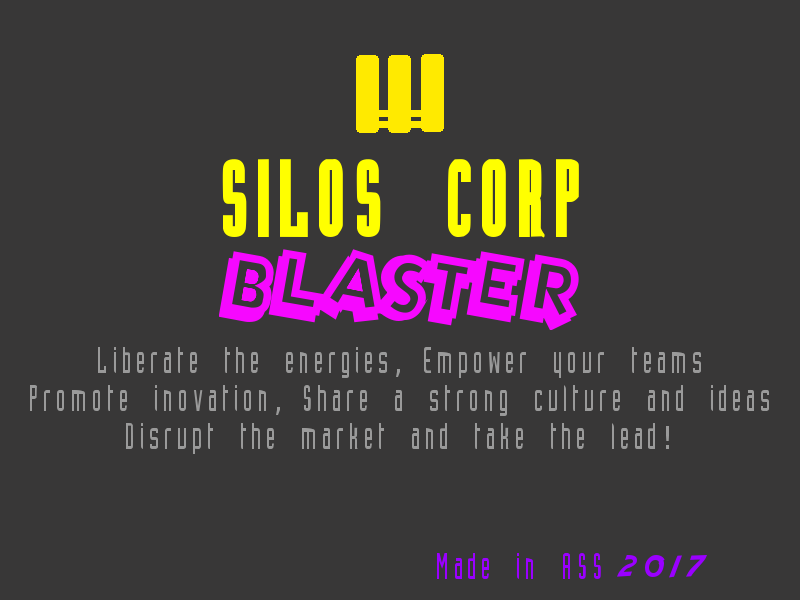 SILOS CORP
BLASTER
Liberate the energies, Empower your teams
Promote inovation, Share a strong culture and ideas
Disrupt the market and take the lead!
Made in ASS 2017